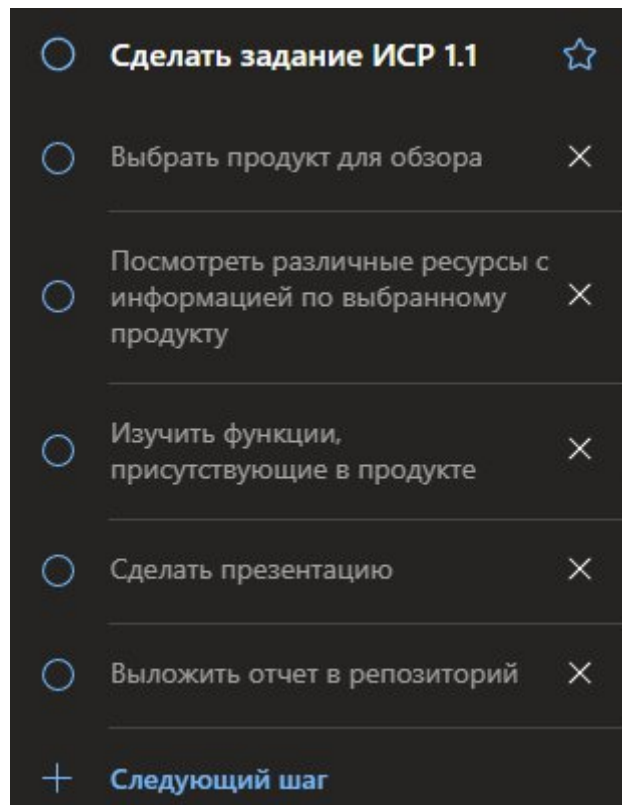 Сделать задание ИСР 1.1
Выбрать продукт для обзора
Посмотреть различные ресурсы с
информацией по выбранному
продукту
Изучить функции,
присутствующие в продукте
Сделать презентацию
Выложить отчет в репозиторий
Следующий шаг